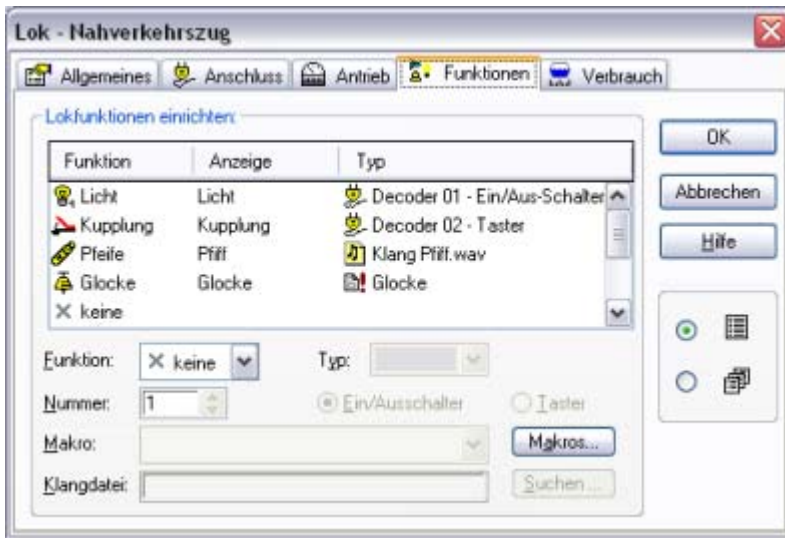 Lok - Nahverkehrszug
Allgemeines Anschluss Antrieb Funktionen Verbrauch
Lokfunktionen einrichten:
Funktion Anzeige Typ
Licht Licht Decoder 01 - Ein/Aus-Schalter
Kupplung Kupplung Decoder 02 - Taster
Pfeife Pfiff Klang Pfiff.wav
Glocke Glocke Glocke
keine
Funktion: keine Typ:
Nummer: 1 Ein/Ausschalter Taster
Makro: Makros...
Klangdatei: Suchen...
OK
Abbrechen
Hilfe